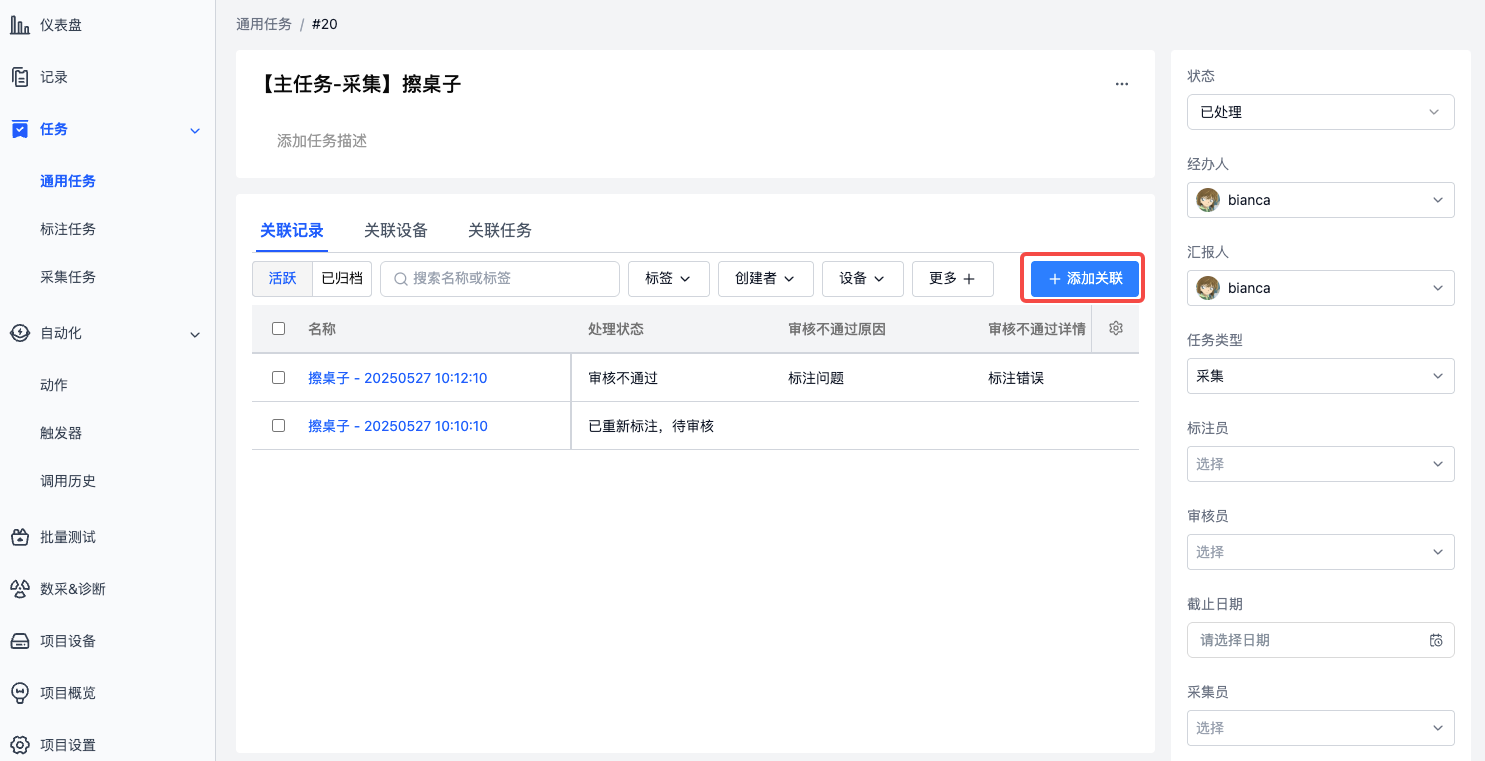 仪表盘
记录
任务
通用任务
标注任务
采集任务
自动化
动作
触发器
调用历史
批量测试
数采&诊断
项目设备
项目概览
项目设置
通用任务 / #20
【主任务-采集】擦桌子
添加任务描述
关联记录 关联设备 关联任务
活跃 已归档 搜索名称或标签 标签 创建者 设备 更多 + + 添加关联
名称 处理状态 审核不通过原因 审核不通过详情
擦桌子 - 20250527 10:12:10 审核不通过 标注问题 标注错误
擦桌子 - 20250527 10:10:10 已重新标注，待审核
状态
已处理
经办人
bianca
汇报人
bianca
任务类型
采集
标注员
选择
审核员
选择
截止日期
请选择日期
采集员
选择